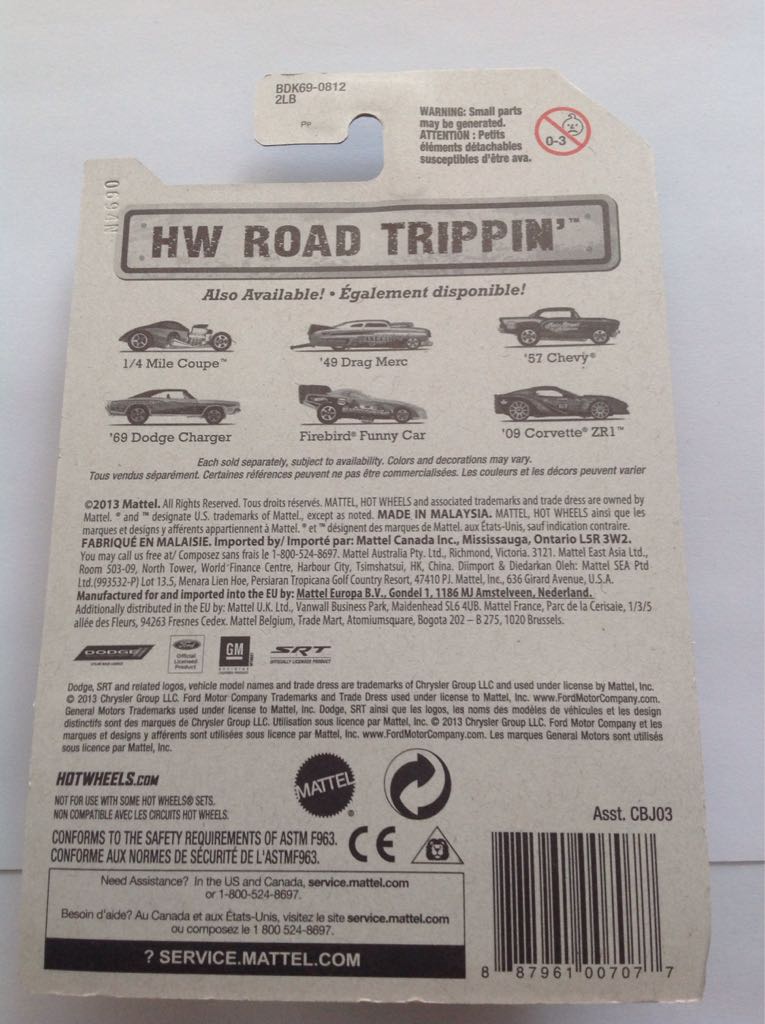 BDK69-0812
2LB
PP
WARNING: Small parts
may be generated.
ATTENTION : Petits
éléments détachables
susceptibles d'être ava.
0-3
HW ROAD TRIPPIN'™
Also Available! • Également disponible!
1/4 Mile Coupe™
'49 Drag Merc
'57 Chevy®
'69 Dodge Charger
Firebird® Funny Car
'09 Corvette® ZR1™
Each sold separately, subject to availability. Colors and decorations may vary.
Tous vendus séparément. Certaines références peuvent ne pas être commercialisées. Les couleurs et les décors peuvent varier
©2013 Mattel. All Rights Reserved. Tous droits réservés. MATTEL, HOT WHEELS and associated trademarks and trade dress are owned by
Mattel. ® and ™ designate U.S. trademarks of Mattel., except as noted. MADE IN MALAYSIA. MATTEL, HOT WHEELS ainsi que les
marques et designs y afférents appartiennent à Mattel. ® et ™ désignent des marques de Mattel. aux États-Unis, sauf indication contraire.
FABRIQUÉ EN MALAISIE. Imported by/ Importé par: Mattel Canada Inc., Mississauga, Ontario L5R 3W2.
You may call us free at/ Composez sans frais le 1-800-524-8697. Mattel Australia Pty. Ltd., Richmond, Victoria. 3121. Mattel East Asia Ltd.,
Room 503-09, North Tower, World Finance Centre, Harbour City, Tsimshatsui, HK, China. Diimport & Diedarkan Oleh: Mattel SEA Ptd
Ltd.(993532-P) Lot 13.5, Menara Lien Hoe, Persiaran Tropicana Golf Country Resort, 47410 PJ. Mattel, Inc., 636 Girard Avenue, U.S.A.
Manufactured for and imported into the EU by: Mattel Europa B.V., Gondel 1, 1186 MJ Amstelveen, Nederland.
Additionally distributed in the EU by: Mattel U.K. Ltd., Vanwall Business Park, Maidenhead SL6 4UB. Mattel France, Parc de la Cerisaie, 1/3/5
allée des Fleurs, 94263 Fresnes Cedex. Mattel Belgium, Trade Mart, Atomiumsquare, Bogota 202 – B 275, 1020 Brussels.
DODGE
Ford
Official
Licensed
Product
GM
SRT
OFFICIALLY LICENSED PRODUCT
Dodge, SRT and related logos, vehicle model names and trade dress are trademarks of Chrysler Group LLC and used under license by Mattel, Inc.
© 2013 Chrysler Group LLC. Ford Motor Company Trademarks and Trade Dress used under license to Mattel, Inc. www.FordMotorCompany.com.
General Motors Trademarks used under license to Mattel, Inc. Dodge, SRT ainsi que les logos, les noms des modèles de véhicules et les design
distinctifs sont des marques de Chrysler Group LLC. Utilisation sous licence par Mattel, Inc. © 2013 Chrysler Group LLC. Ford Motor Company et les
marques et designs y afférents sont utilisées sous licence par Mattel, Inc. www.FordMotorCompany.com. Les marques General Motors sont utilisés
sous licence par Mattel, Inc.
HOTWHEELS.COM
NOT FOR USE WITH SOME HOT WHEELS® SETS.
NON COMPATIBLE AVEC LES CIRCUITS HOT WHEELS.
MATTEL®
Asst. CBJ03
CONFORMS TO THE SAFETY REQUIREMENTS OF ASTM F963.
CONFORME AUX NORMES DE SÉCURITÉ DE L'ASTMF963.
CE
Need Assistance? In the US and Canada, service.mattel.com
or 1-800-524-8697.
Besoin d'aide? Au Canada et aux États-Unis, visitez le site service.mattel.com
ou composez le 1 800 524-8697.
? SERVICE.MATTEL.COM
8 87961 00707 7